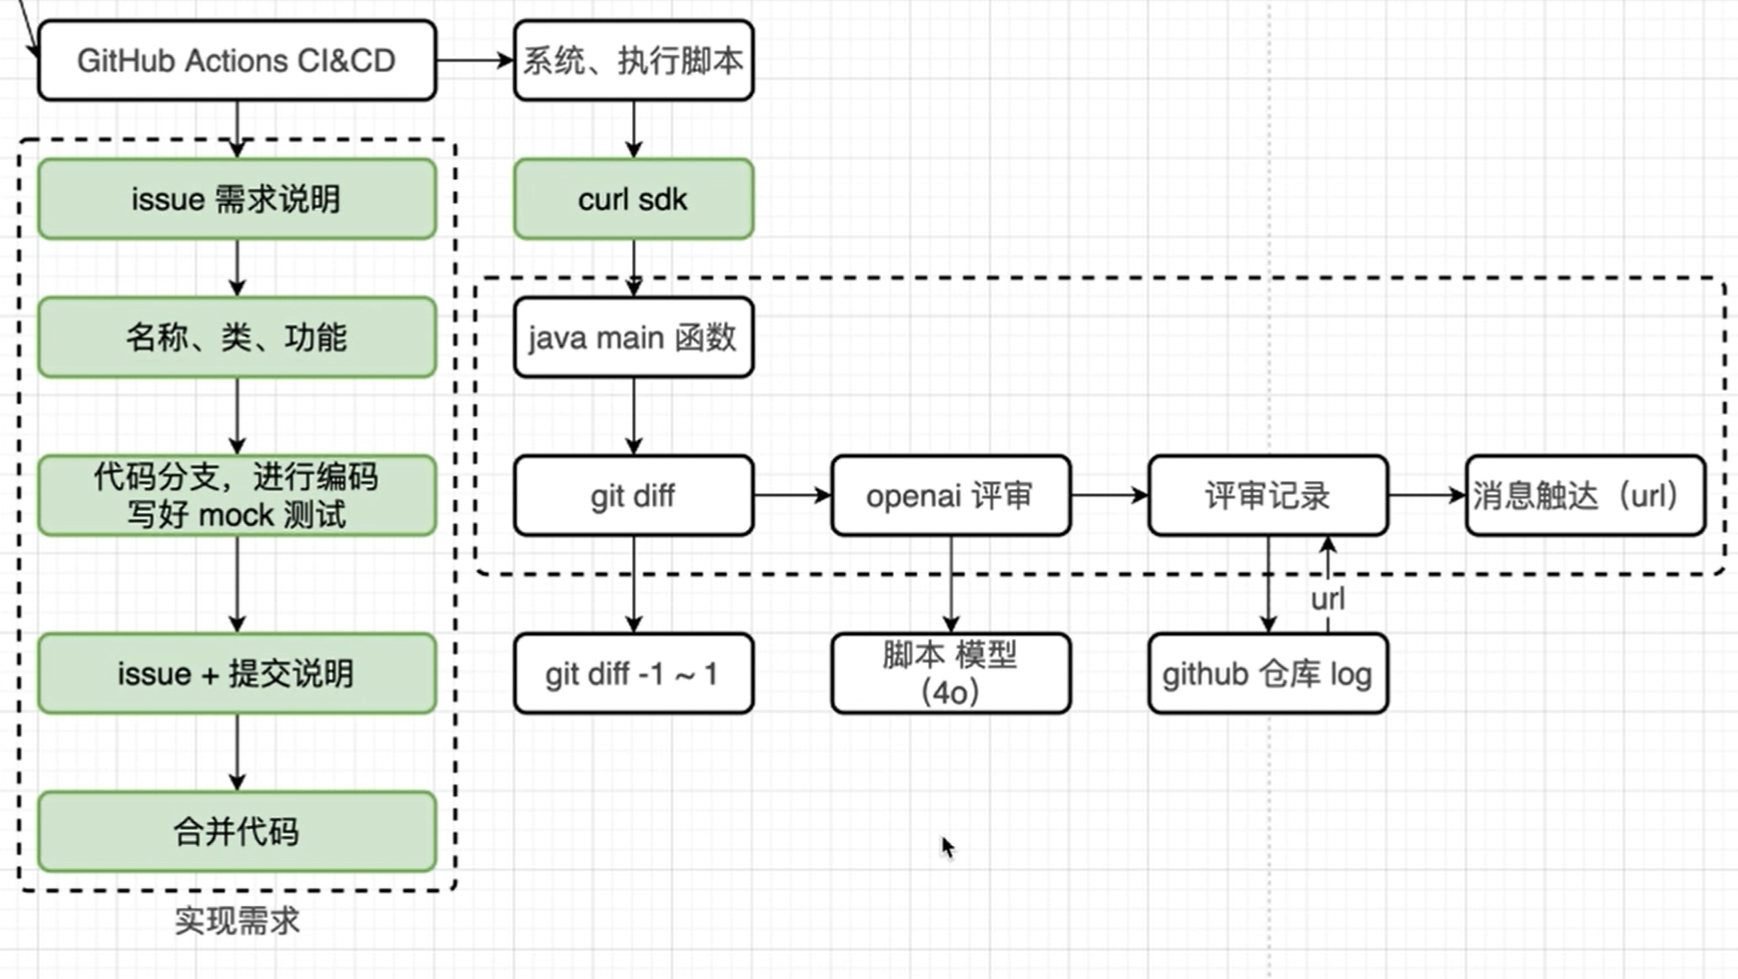 GitHub Actions CI&CD
系统、执行脚本
issue 需求说明
curl sdk
名称、类、功能
java main 函数
代码分支，进行编码
写好 mock 测试
git diff
openai 评审
评审记录
消息触达（url）
url
issue + 提交说明
git diff -1 ~ 1
脚本 模型
（4o）
github 仓库 log
合并代码
实现需求